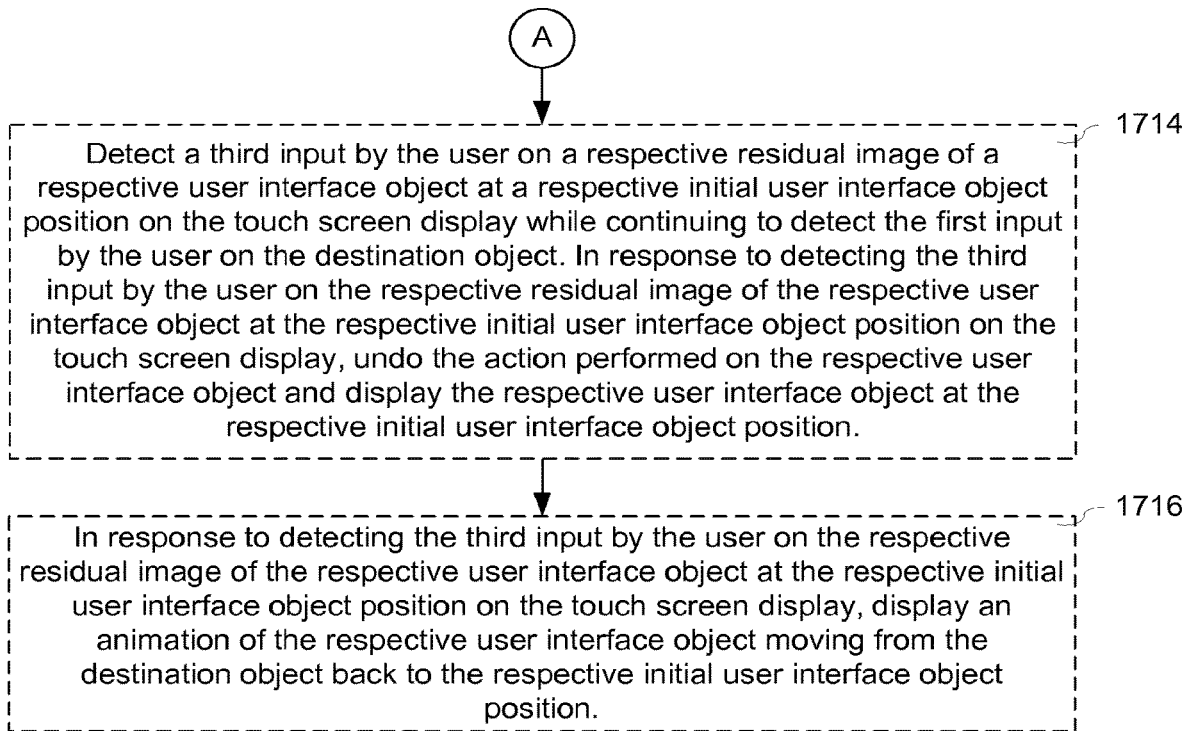 A
1714
Detect a third input by the user on a respective residual image of a
respective user interface object at a respective initial user interface object
position on the touch screen display while continuing to detect the first input
by the user on the destination object. In response to detecting the third
input by the user on the respective residual image of the respective user
interface object at the respective initial user interface object position on the
touch screen display, undo the action performed on the respective user
interface object and display the respective user interface object at the
respective initial user interface object position.
1716
In response to detecting the third input by the user on the respective
residual image of the respective user interface object at the respective initial
user interface object position on the touch screen display, display an
animation of the respective user interface object moving from the
destination object back to the respective initial user interface object
position.